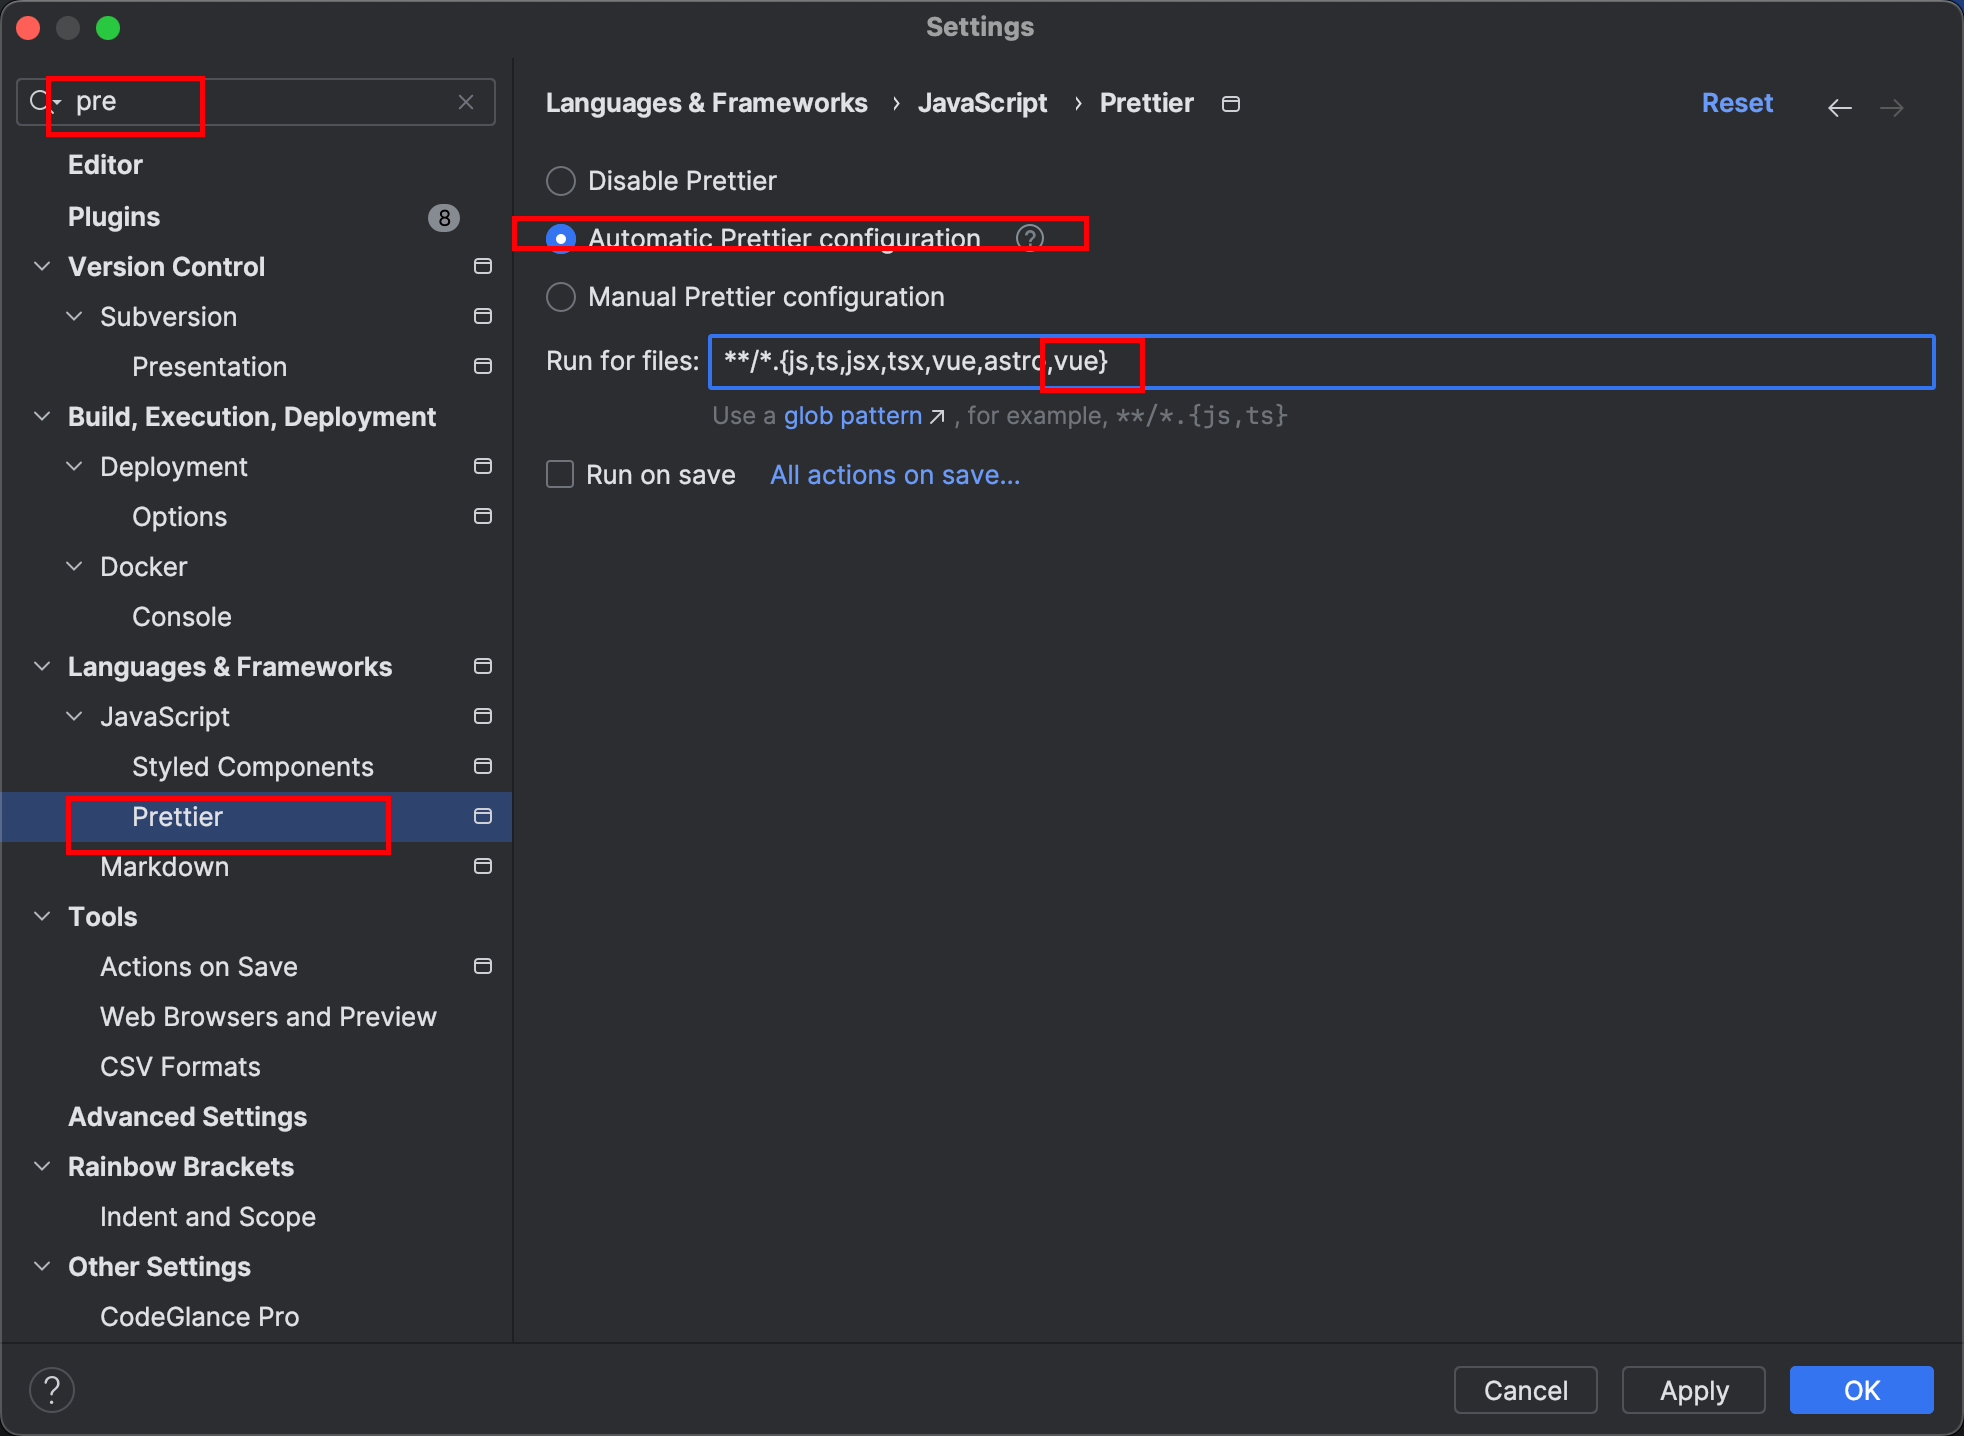 Settings
pre
Editor
Plugins
8
Version Control
Subversion
Presentation
Build, Execution, Deployment
Deployment
Options
Docker
Console
Languages & Frameworks
JavaScript
Styled Components
Prettier
Markdown
Tools
Actions on Save
Web Browsers and Preview
CSV Formats
Advanced Settings
Rainbow Brackets
Indent and Scope
Other Settings
CodeGlance Pro
Languages & Frameworks › JavaScript › Prettier
Reset
Disable Prettier
Automatic Prettier configuration ?
Manual Prettier configuration
Run for files: **/*.{js,ts,jsx,tsx,vue,astro,vue}
Use a glob pattern ↗ , for example, **/*.{js,ts}
Run on save All actions on save...
?
Cancel
Apply
OK